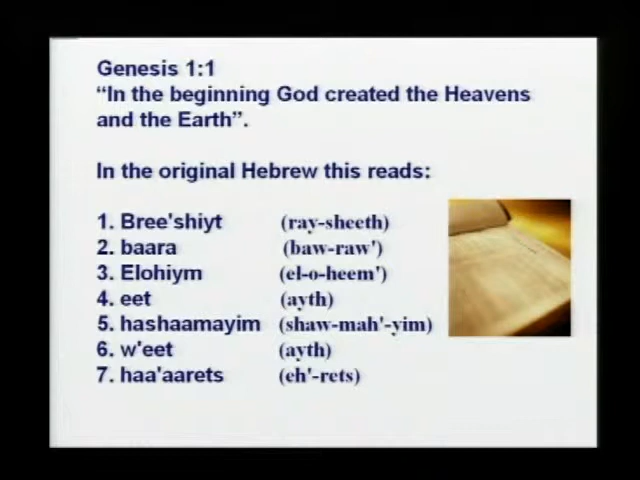 Genesis 1:1
“In the beginning God created the Heavens
and the Earth”.
In the original Hebrew this reads:
1. Bree'shiyt (ray-sheeth)
2. baara (baw-raw')
3. Elohiym (el-o-heem')
4. eet (ayth)
5. hashaamayim (shaw-mah'-yim)
6. w'eet (ayth)
7. haa'aarets (eh'-rets)